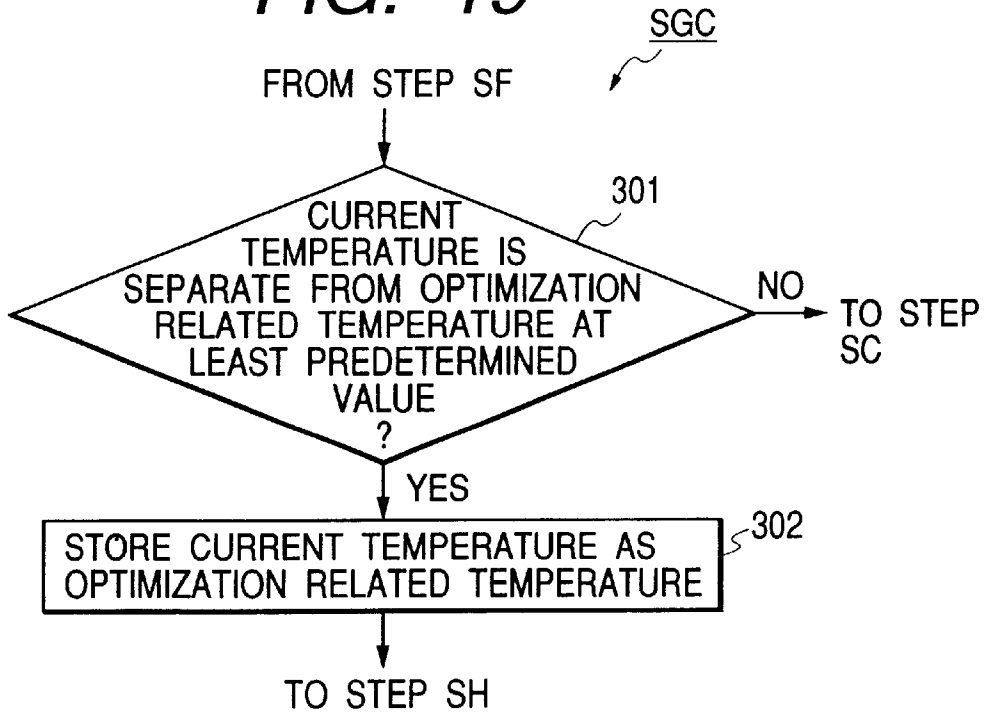 SGC
FROM STEP SF
301
CURRENT
TEMPERATURE IS
SEPARATE FROM OPTIMIZATION
RELATED TEMPERATURE AT
LEAST PREDETERMINED
VALUE
?
NO
TO STEP
SC
YES
302
STORE CURRENT TEMPERATURE AS
OPTIMIZATION RELATED TEMPERATURE
TO STEP SH